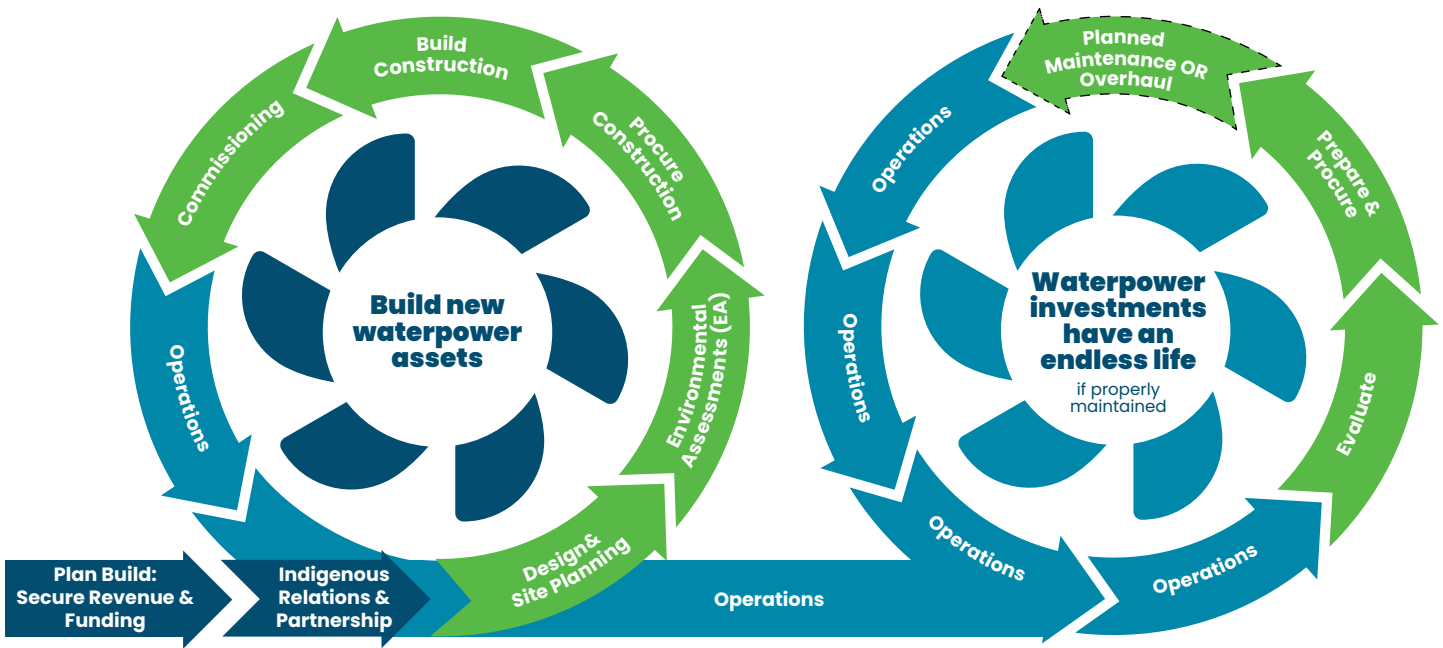 Plan Build:
Secure Revenue &
Funding
Indigenous
Relations &
Partnership
Design&
Site Planning
Environmental
Assessments (EA)
Procure
Construction
Build
Construction
Commissioning
Operations
Build new
waterpower
assets
Operations
Operations
Operations
Evaluate
Prepare &
Procure
Planned
Maintenance OR
Overhaul
Operations
Operations
Waterpower
investments
have an
endless life
if properly
maintained